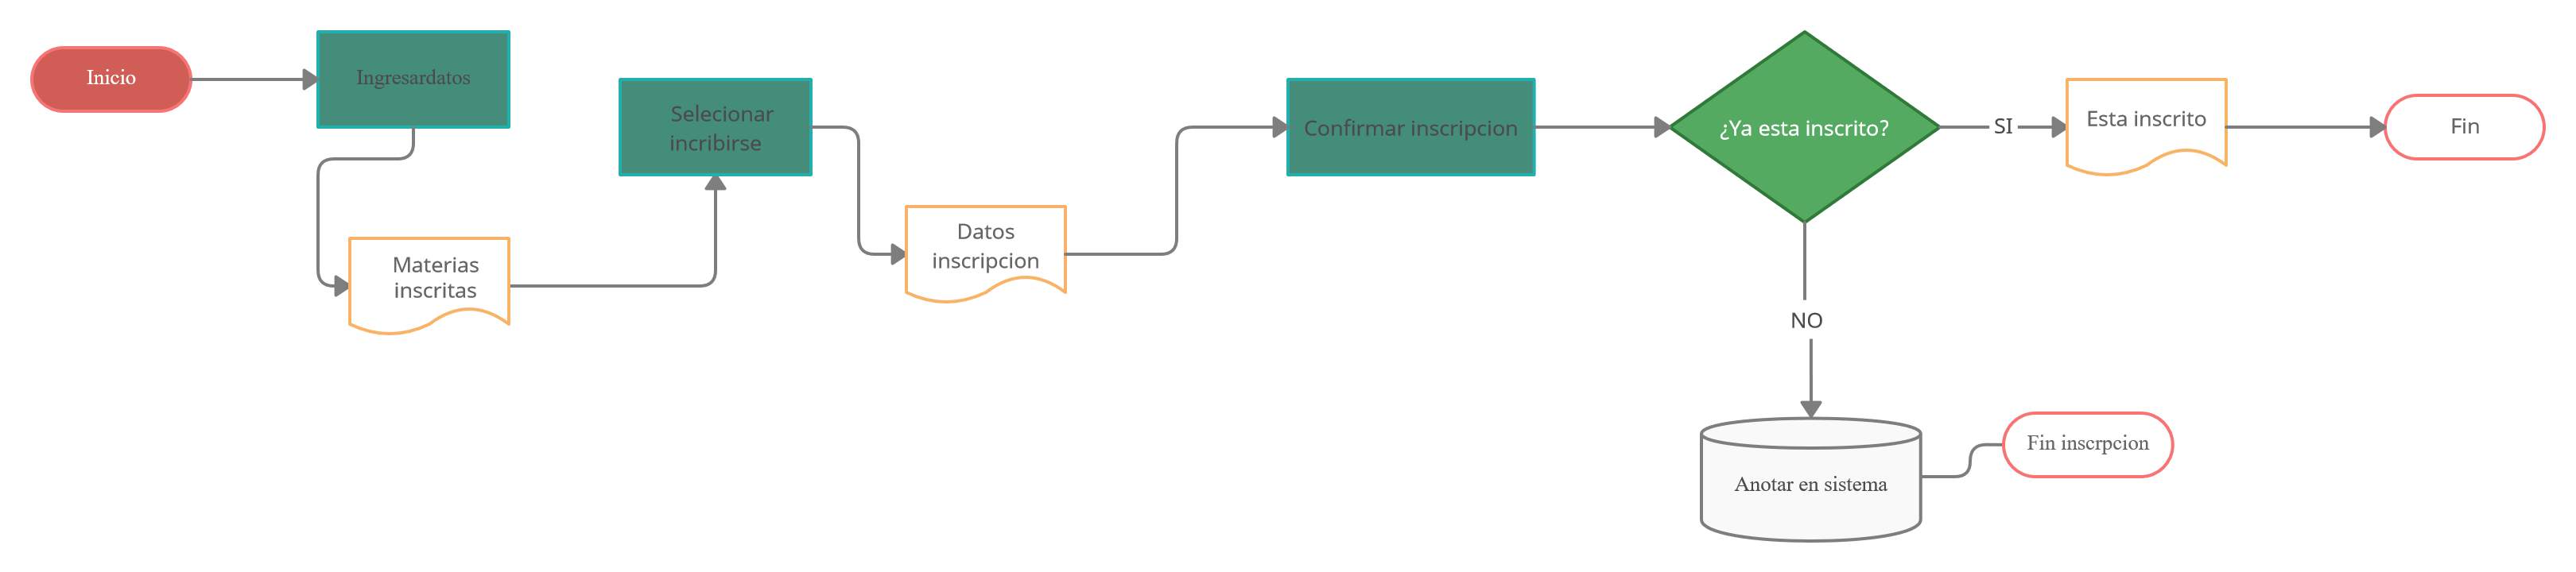 Inicio
Ingresardatos
Materias
inscritas
Selecionar
incribirse
Datos
inscripcion
Confirmar inscripcion
¿Ya esta inscrito?
SI
Esta inscrito
Fin
NO
Anotar en sistema
Fin inscrpcion